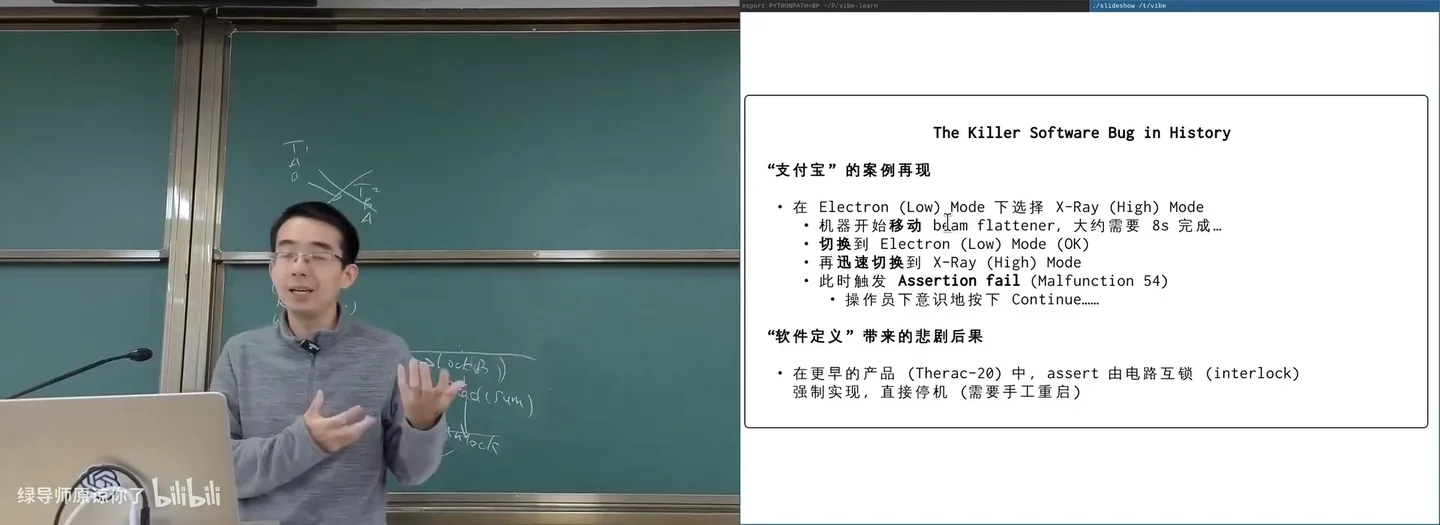 export PYTHONPATH=$P ~/P/vibe-learn
./slideshow /t/vibe
The Killer Software Bug in History
“支付宝”的案例再现
• 在 Electron (Low) Mode 下选择 X-Ray (High) Mode
• 机器开始移动 beam flattener, 大约需要 8s 完成…
• 切换到 Electron (Low) Mode (OK)
• 再迅速切换到 X-Ray (High) Mode
• 此时触发 Assertion fail (Malfunction 54)
• 操作员下意识地按下 Continue……
“软件定义”带来的悲剧后果
• 在更早的产品 (Therac-20) 中, assert 由电路互锁 (interlock)
强制实现, 直接停机 (需要手工重启)
T1
A
B
T2
B
A
Lock(B)
(sum)
绿导师原谅你了 bilibili